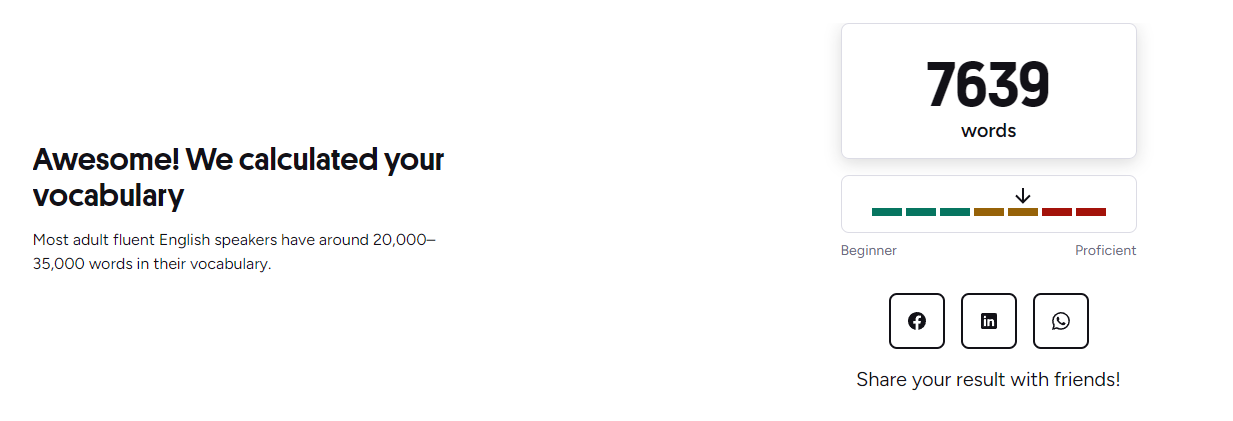 Awesome! We calculated your
vocabulary
Most adult fluent English speakers have around 20,000–
35,000 words in their vocabulary.
7639
words
Beginner
Proficient
Share your result with friends!